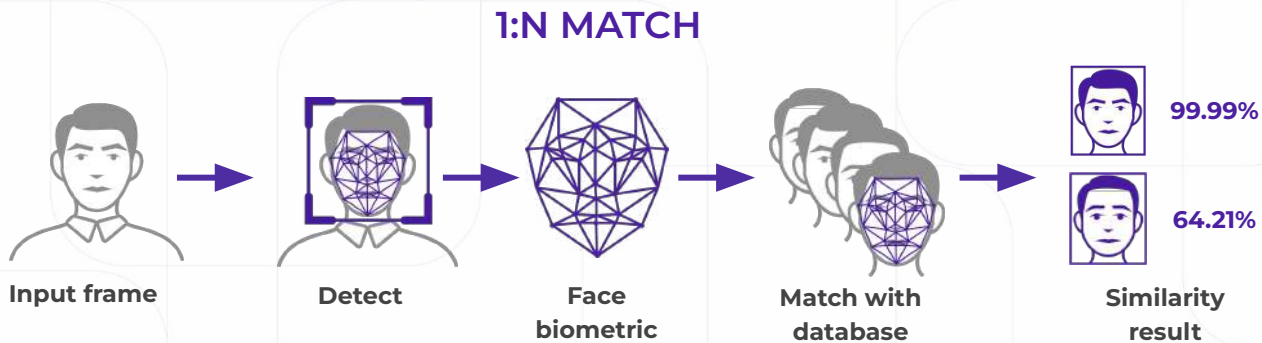 1:N MATCH
99.99%
64.21%
Input frame
Detect
Face
biometric
Match with
database
Similarity
result